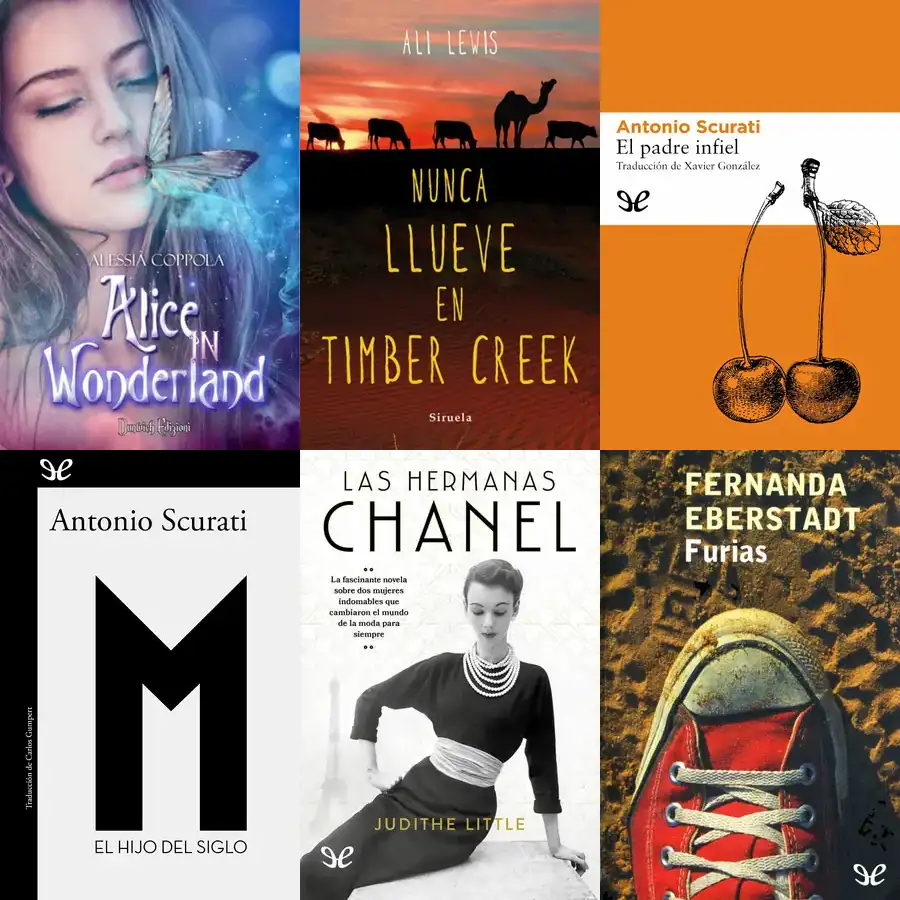 ALESSIA COPPOLA
Alice
IN
Wonderland
Dunwich Edizioni
ALI LEWIS
NUNCA
LLUEVE
EN
TIMBER CREEK
Siruela
Antonio Scurati
El padre infiel
Traducción de Xavier González
Antonio Scurati
M
EL HIJO DEL SIGLO
Traducción de Carlos Gumpert
LAS HERMANAS
CHANEL
La fascinante novela
sobre dos mujeres
indomables que
cambiaron el mundo
de la moda para
siempre
JUDITHE LITTLE
FERNANDA
EBERSTADT
Furias